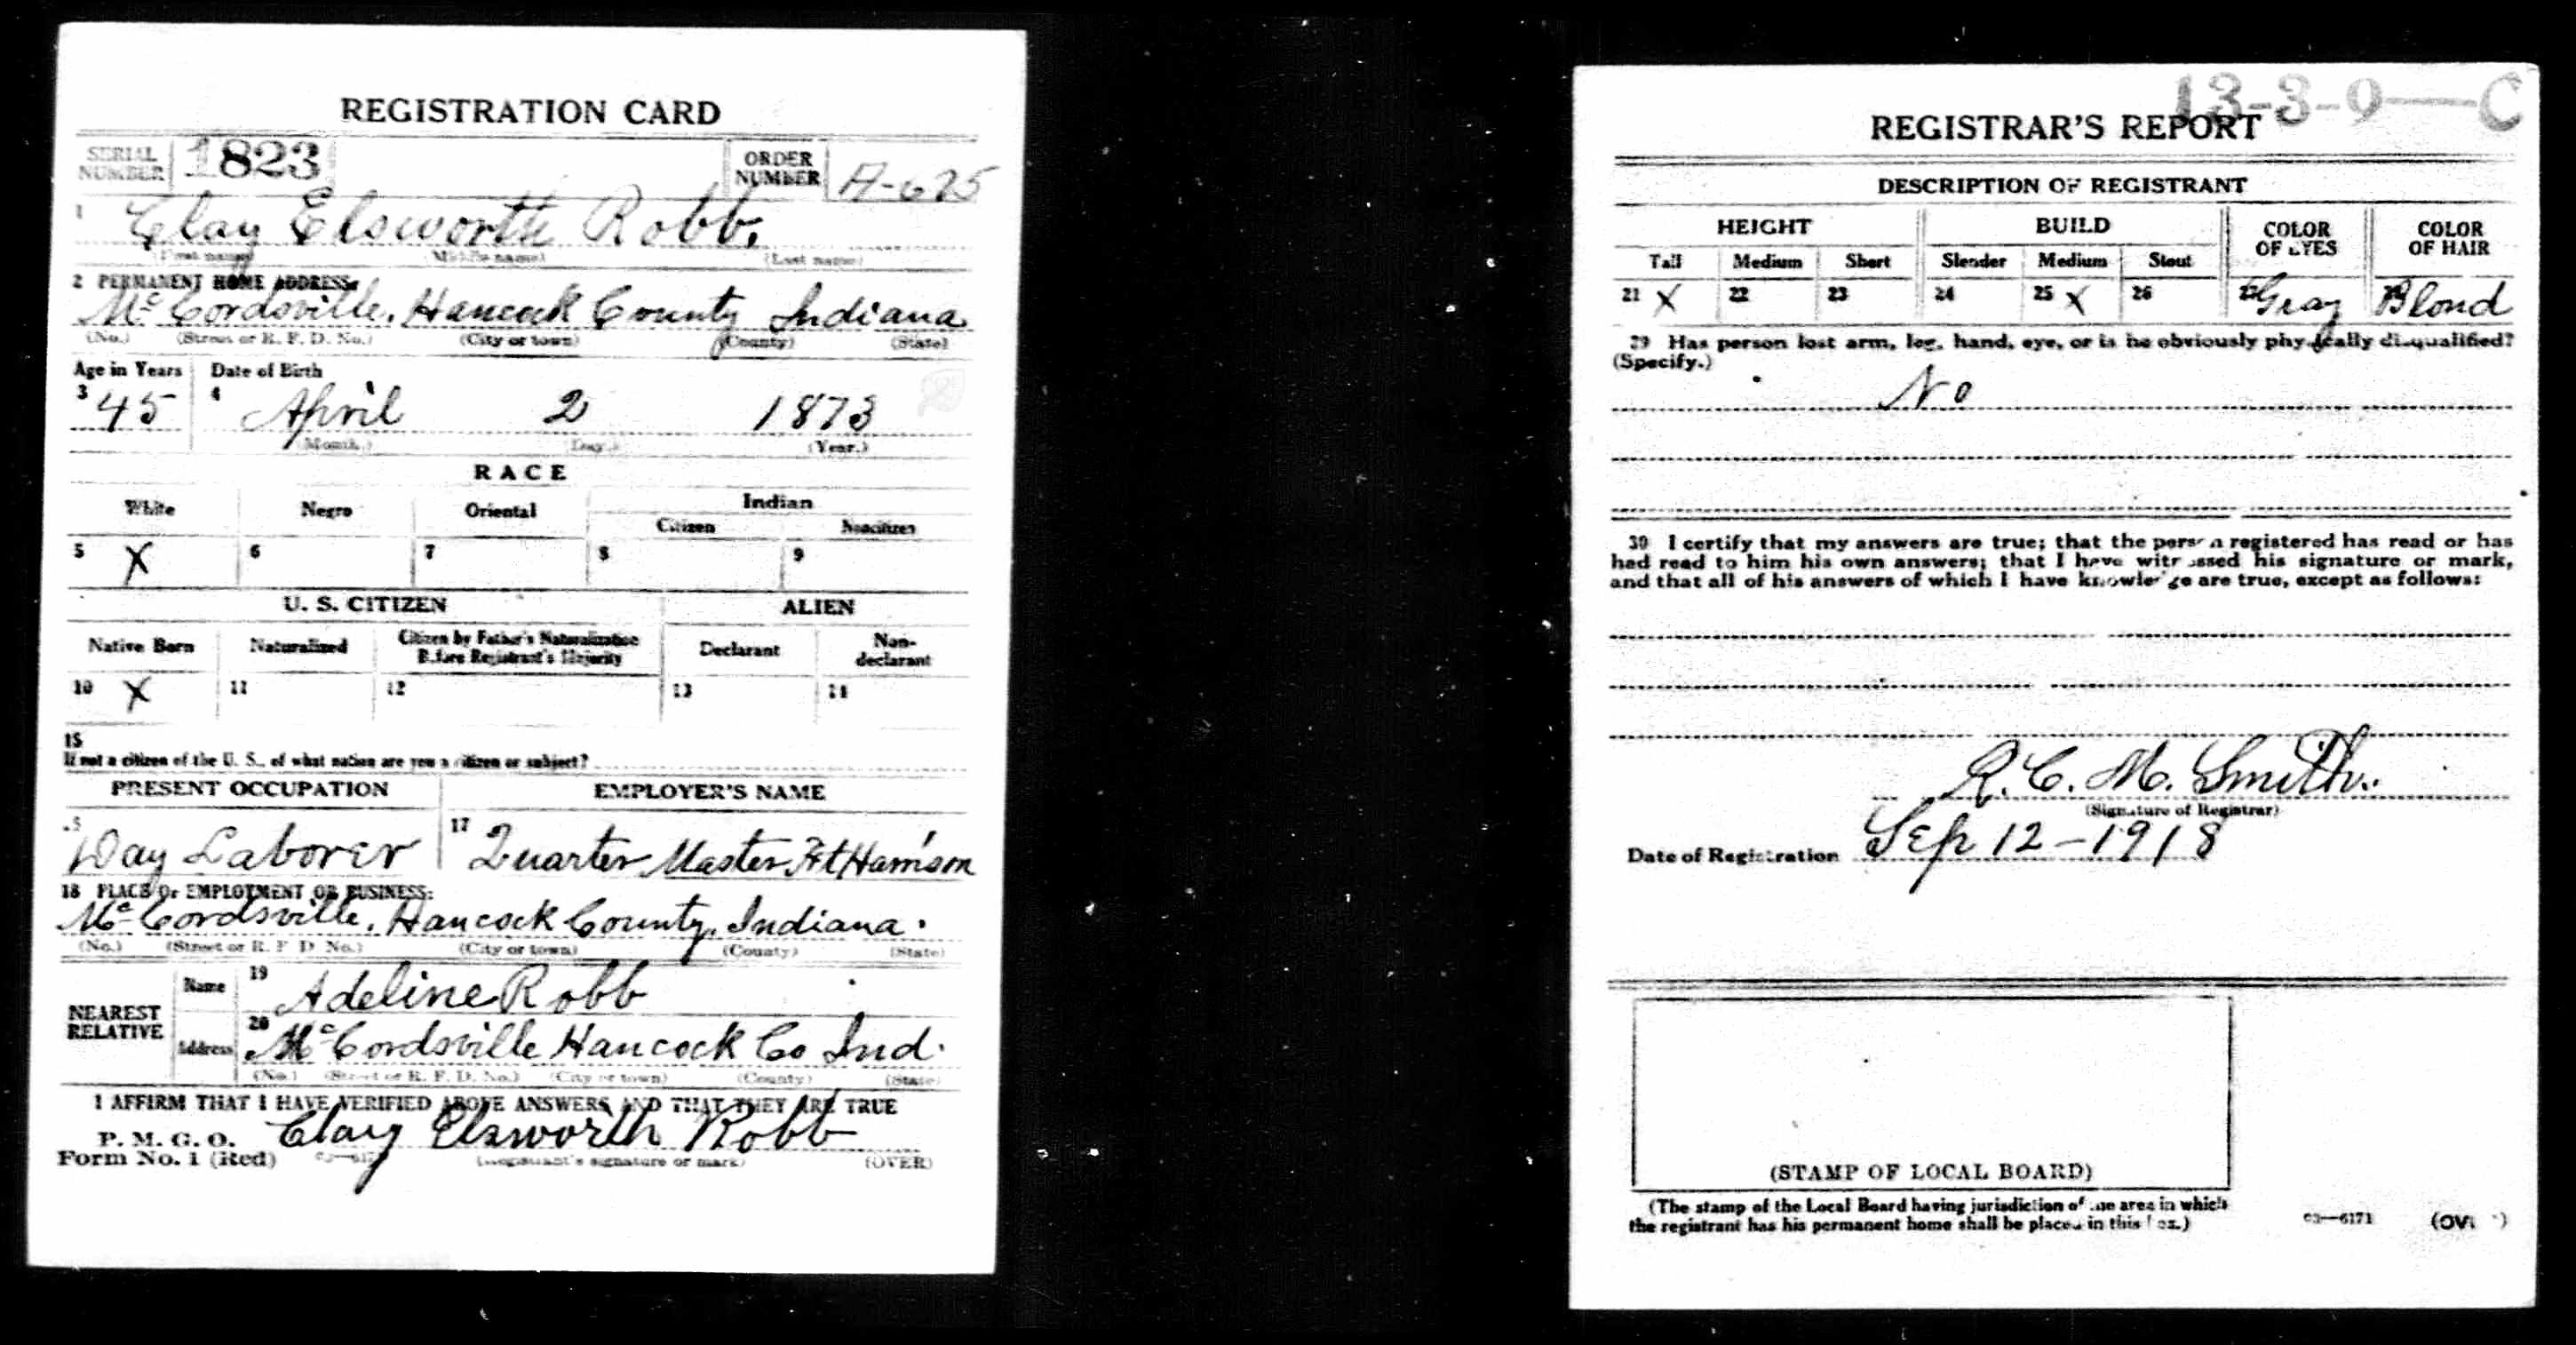 REGISTRATION CARD
SERIAL NUMBER 1823 ORDER NUMBER A-625
1 Clay Elsworth Robb.
(First name) (Middle name) (Last name)
2 PERMANENT HOME ADDRESS:
McCordsville, Hancock County Indiana
(No.) (Street or R. F. D. No.) (City or town) (County) (State)
Age in Years Date of Birth
3 45 4 April 2 1873
(Month.) (Day.) (Year.)
RACE
White Negro Oriental Indian
Citizen Noncitizen
5 X 6 7 8 9
U. S. CITIZEN ALIEN
Native Born Naturalized Citizen by Father's Naturalization Before Registrant's Majority Declarant Non-declarant
10 X 11 12 13 14
15
If not a citizen of the U. S., of what nation are you a citizen or subject?
PRESENT OCCUPATION EMPLOYER'S NAME
Day Laborer 17 Quarter Master Ft Harrison
18 PLACE OF EMPLOYMENT OR BUSINESS:
McCordsville, Hancock County, Indiana.
(No.) (Street or R. F. D. No.) (City or town) (County) (State)
NEAREST RELATIVE
Name 19 Adeline Robb
Address 20 McCordsville Hancock Co Ind.
(No.) (Street or R. F. D. No.) (City or town) (County) (State)
I AFFIRM THAT I HAVE VERIFIED ABOVE ANSWERS AND THAT THEY ARE TRUE
P. M. G. O. Clay Elsworth Robb
Form No. 1 (Red) 03—6171 (Registrant's signature or mark) (OVER)
13-3-9—C
REGISTRAR'S REPORT
DESCRIPTION OF REGISTRANT
HEIGHT BUILD COLOR OF EYES COLOR OF HAIR
Tall Medium Short Slender Medium Stout
21 X 22 23 24 25 X 26 27 Gray Blond
29 Has person lost arm, leg, hand, eye, or is he obviously physically disqualified?
(Specify.)
No
30 I certify that my answers are true; that the person registered has read or has
had read to him his own answers; that I have witnessed his signature or mark,
and that all of his answers of which I have knowledge are true, except as follows:
R. C. M. Smith.
(Signature of Registrar)
Date of Registration Sep 12-1918
(STAMP OF LOCAL BOARD)
(The stamp of the Local Board having jurisdiction of the area in which
the registrant has his permanent home shall be placed in this box.)
03—6171 (OVER)